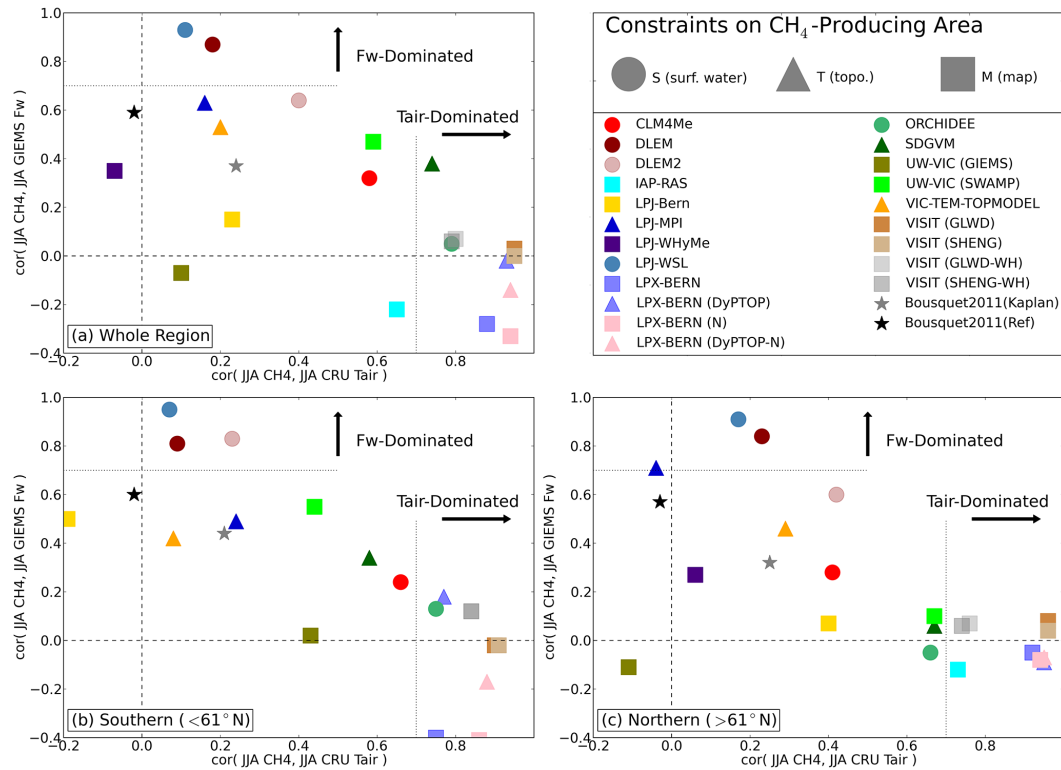 1.0
0.8
0.6
0.4
0.2
0.0
−0.2
−0.4
−0.2
0.0
0.2
0.4
0.6
0.8
cor( JJA CH4, JJA GIEMS Fw )
cor( JJA CH4, JJA CRU Tair )
Fw-Dominated
Tair-Dominated
(a) Whole Region
Constraints on CH₄-Producing Area
S (surf. water)
T (topo.)
M (map)
CLM4Me
DLEM
DLEM2
IAP-RAS
LPJ-Bern
LPJ-MPI
LPJ-WHyMe
LPJ-WSL
LPX-BERN
LPX-BERN (DyPTOP)
LPX-BERN (N)
LPX-BERN (DyPTOP-N)
ORCHIDEE
SDGVM
UW-VIC (GIEMS)
UW-VIC (SWAMP)
VIC-TEM-TOPMODEL
VISIT (GLWD)
VISIT (SHENG)
VISIT (GLWD-WH)
VISIT (SHENG-WH)
Bousquet2011(Kaplan)
Bousquet2011(Ref)
1.0
0.8
0.6
0.4
0.2
0.0
−0.2
−0.4
−0.2
0.0
0.2
0.4
0.6
0.8
cor( JJA CH4, JJA GIEMS Fw )
cor( JJA CH4, JJA CRU Tair )
Fw-Dominated
Tair-Dominated
(b) Southern (<61°N)
1.0
0.8
0.6
0.4
0.2
0.0
−0.2
−0.4
−0.2
0.0
0.2
0.4
0.6
0.8
cor( JJA CH4, JJA GIEMS Fw )
cor( JJA CH4, JJA CRU Tair )
Fw-Dominated
Tair-Dominated
(c) Northern (>61°N)